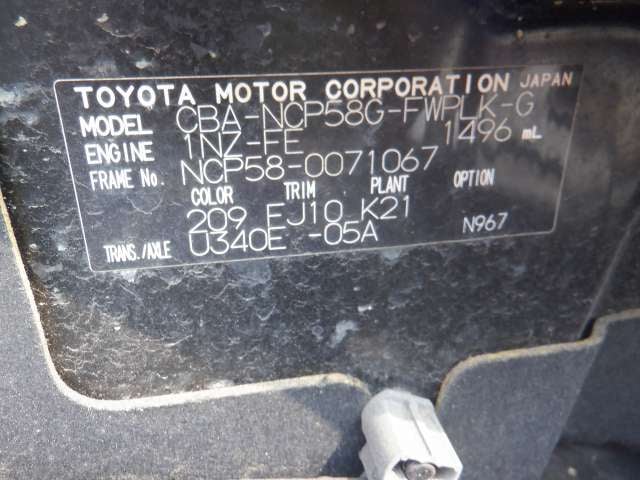 TOYOTA MOTOR CORPORATION JAPAN
MODEL CBA-NCP58G-FWPLK-G
ENGINE 1NZ-FE 1496 mL
FRAME No. NCP58-0071067
COLOR TRIM PLANT OPTION
209 FJ10 K21
TRANS./AXLE U340E -05A N967